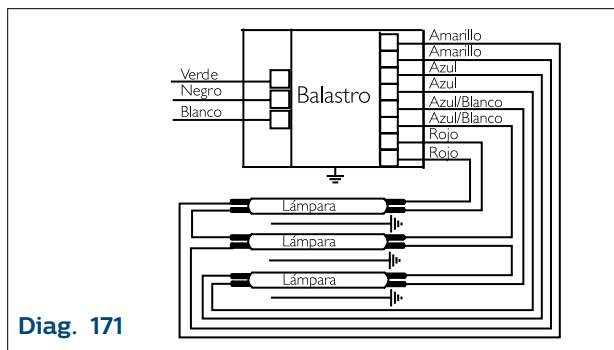 Amarillo
Amarillo
Azul
Azul
Azul/Blanco
Azul/Blanco
Rojo
Rojo
Verde
Negro
Blanco
Balastro
Lámpara
Lámpara
Lámpara
Diag. 171